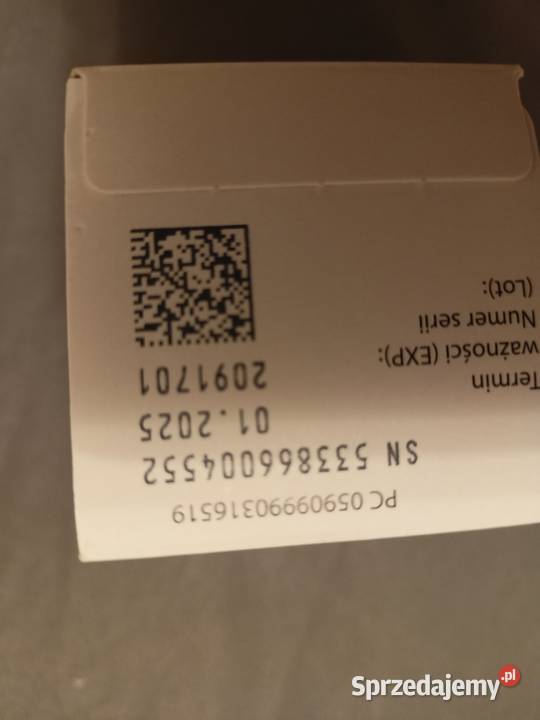 PC 05909990316519
SN 533866004552
Termin
ważności (EXP):
01.2025
Numer serii
(Lot):
2091701
Sprzedajemy.pl